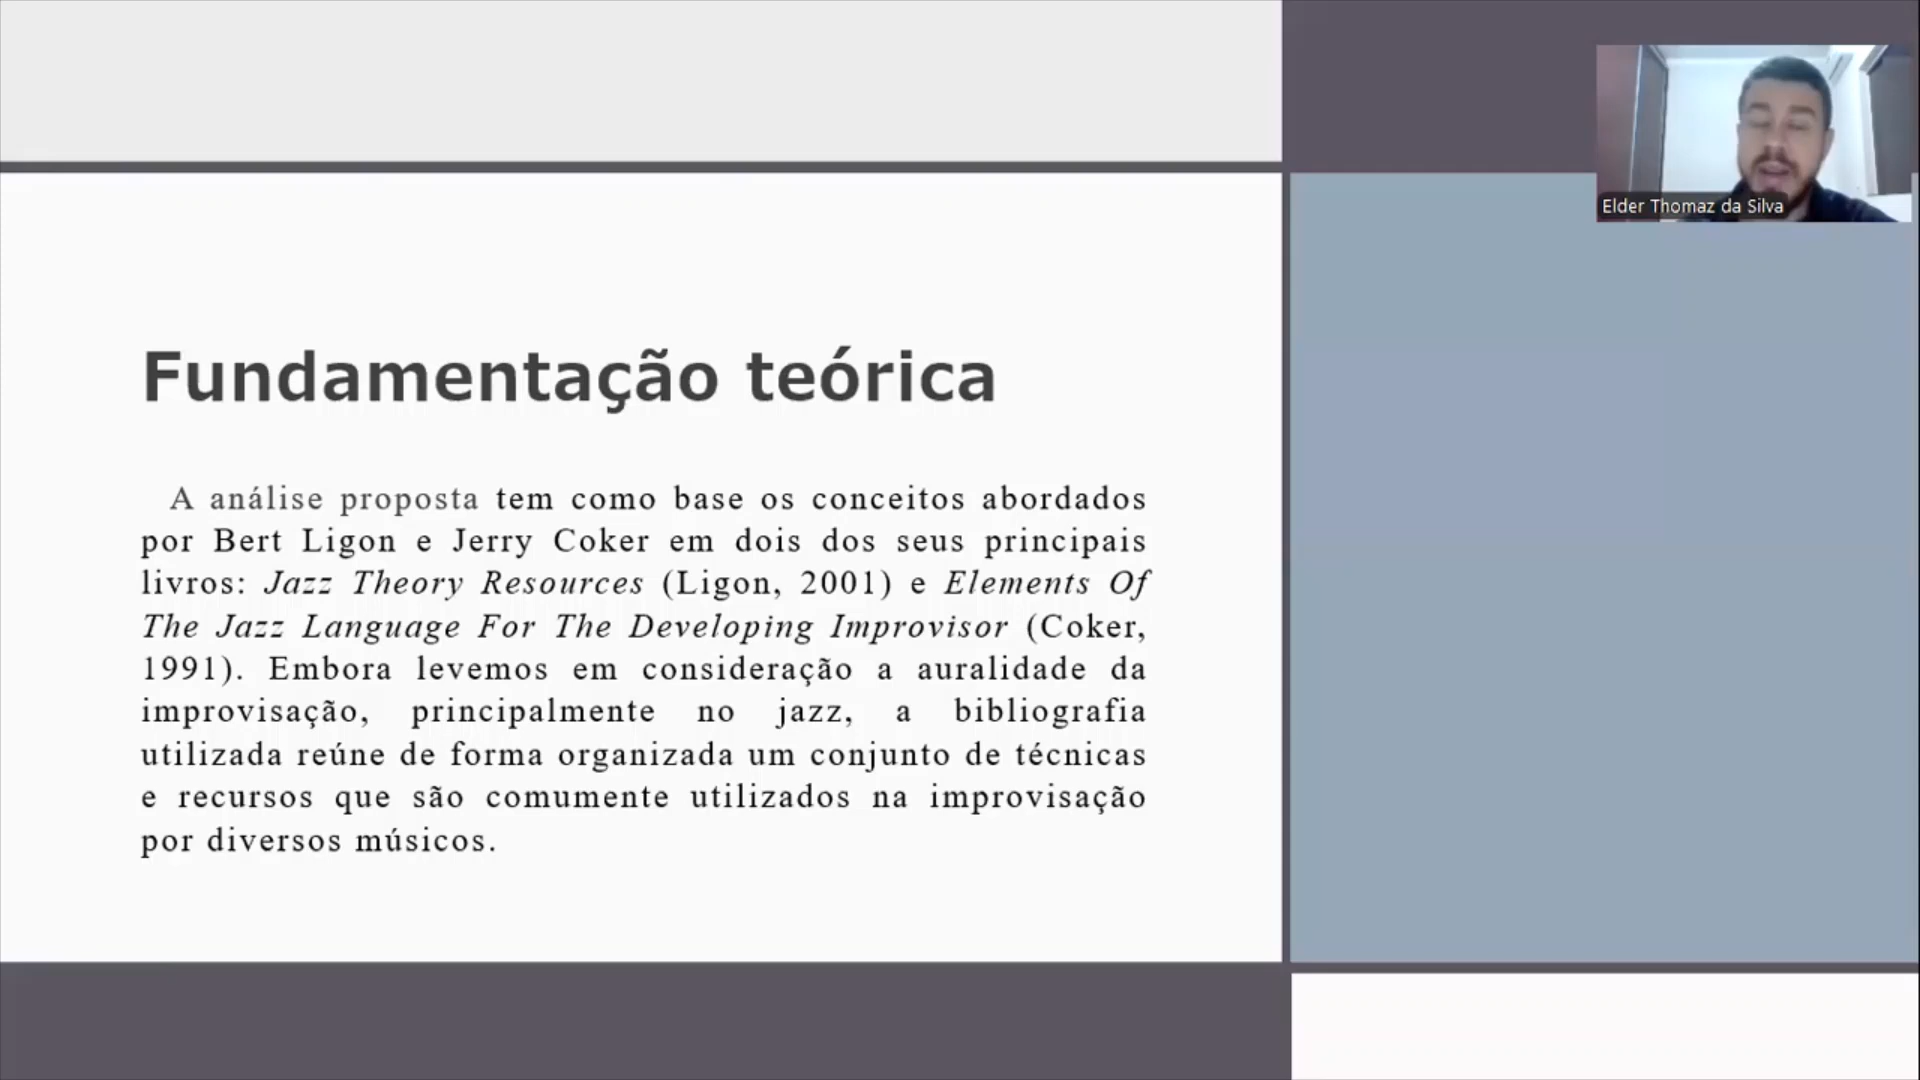 Elder Thomaz da Silva
Fundamentação teórica
A análise proposta tem como base os conceitos abordados
por Bert Ligon e Jerry Coker em dois dos seus principais
livros: Jazz Theory Resources (Ligon, 2001) e Elements Of
The Jazz Language For The Developing Improvisor (Coker,
1991). Embora levemos em consideração a auralidade da
improvisação, principalmente no jazz, a bibliografia
utilizada reúne de forma organizada um conjunto de técnicas
e recursos que são comumente utilizados na improvisação
por diversos músicos.